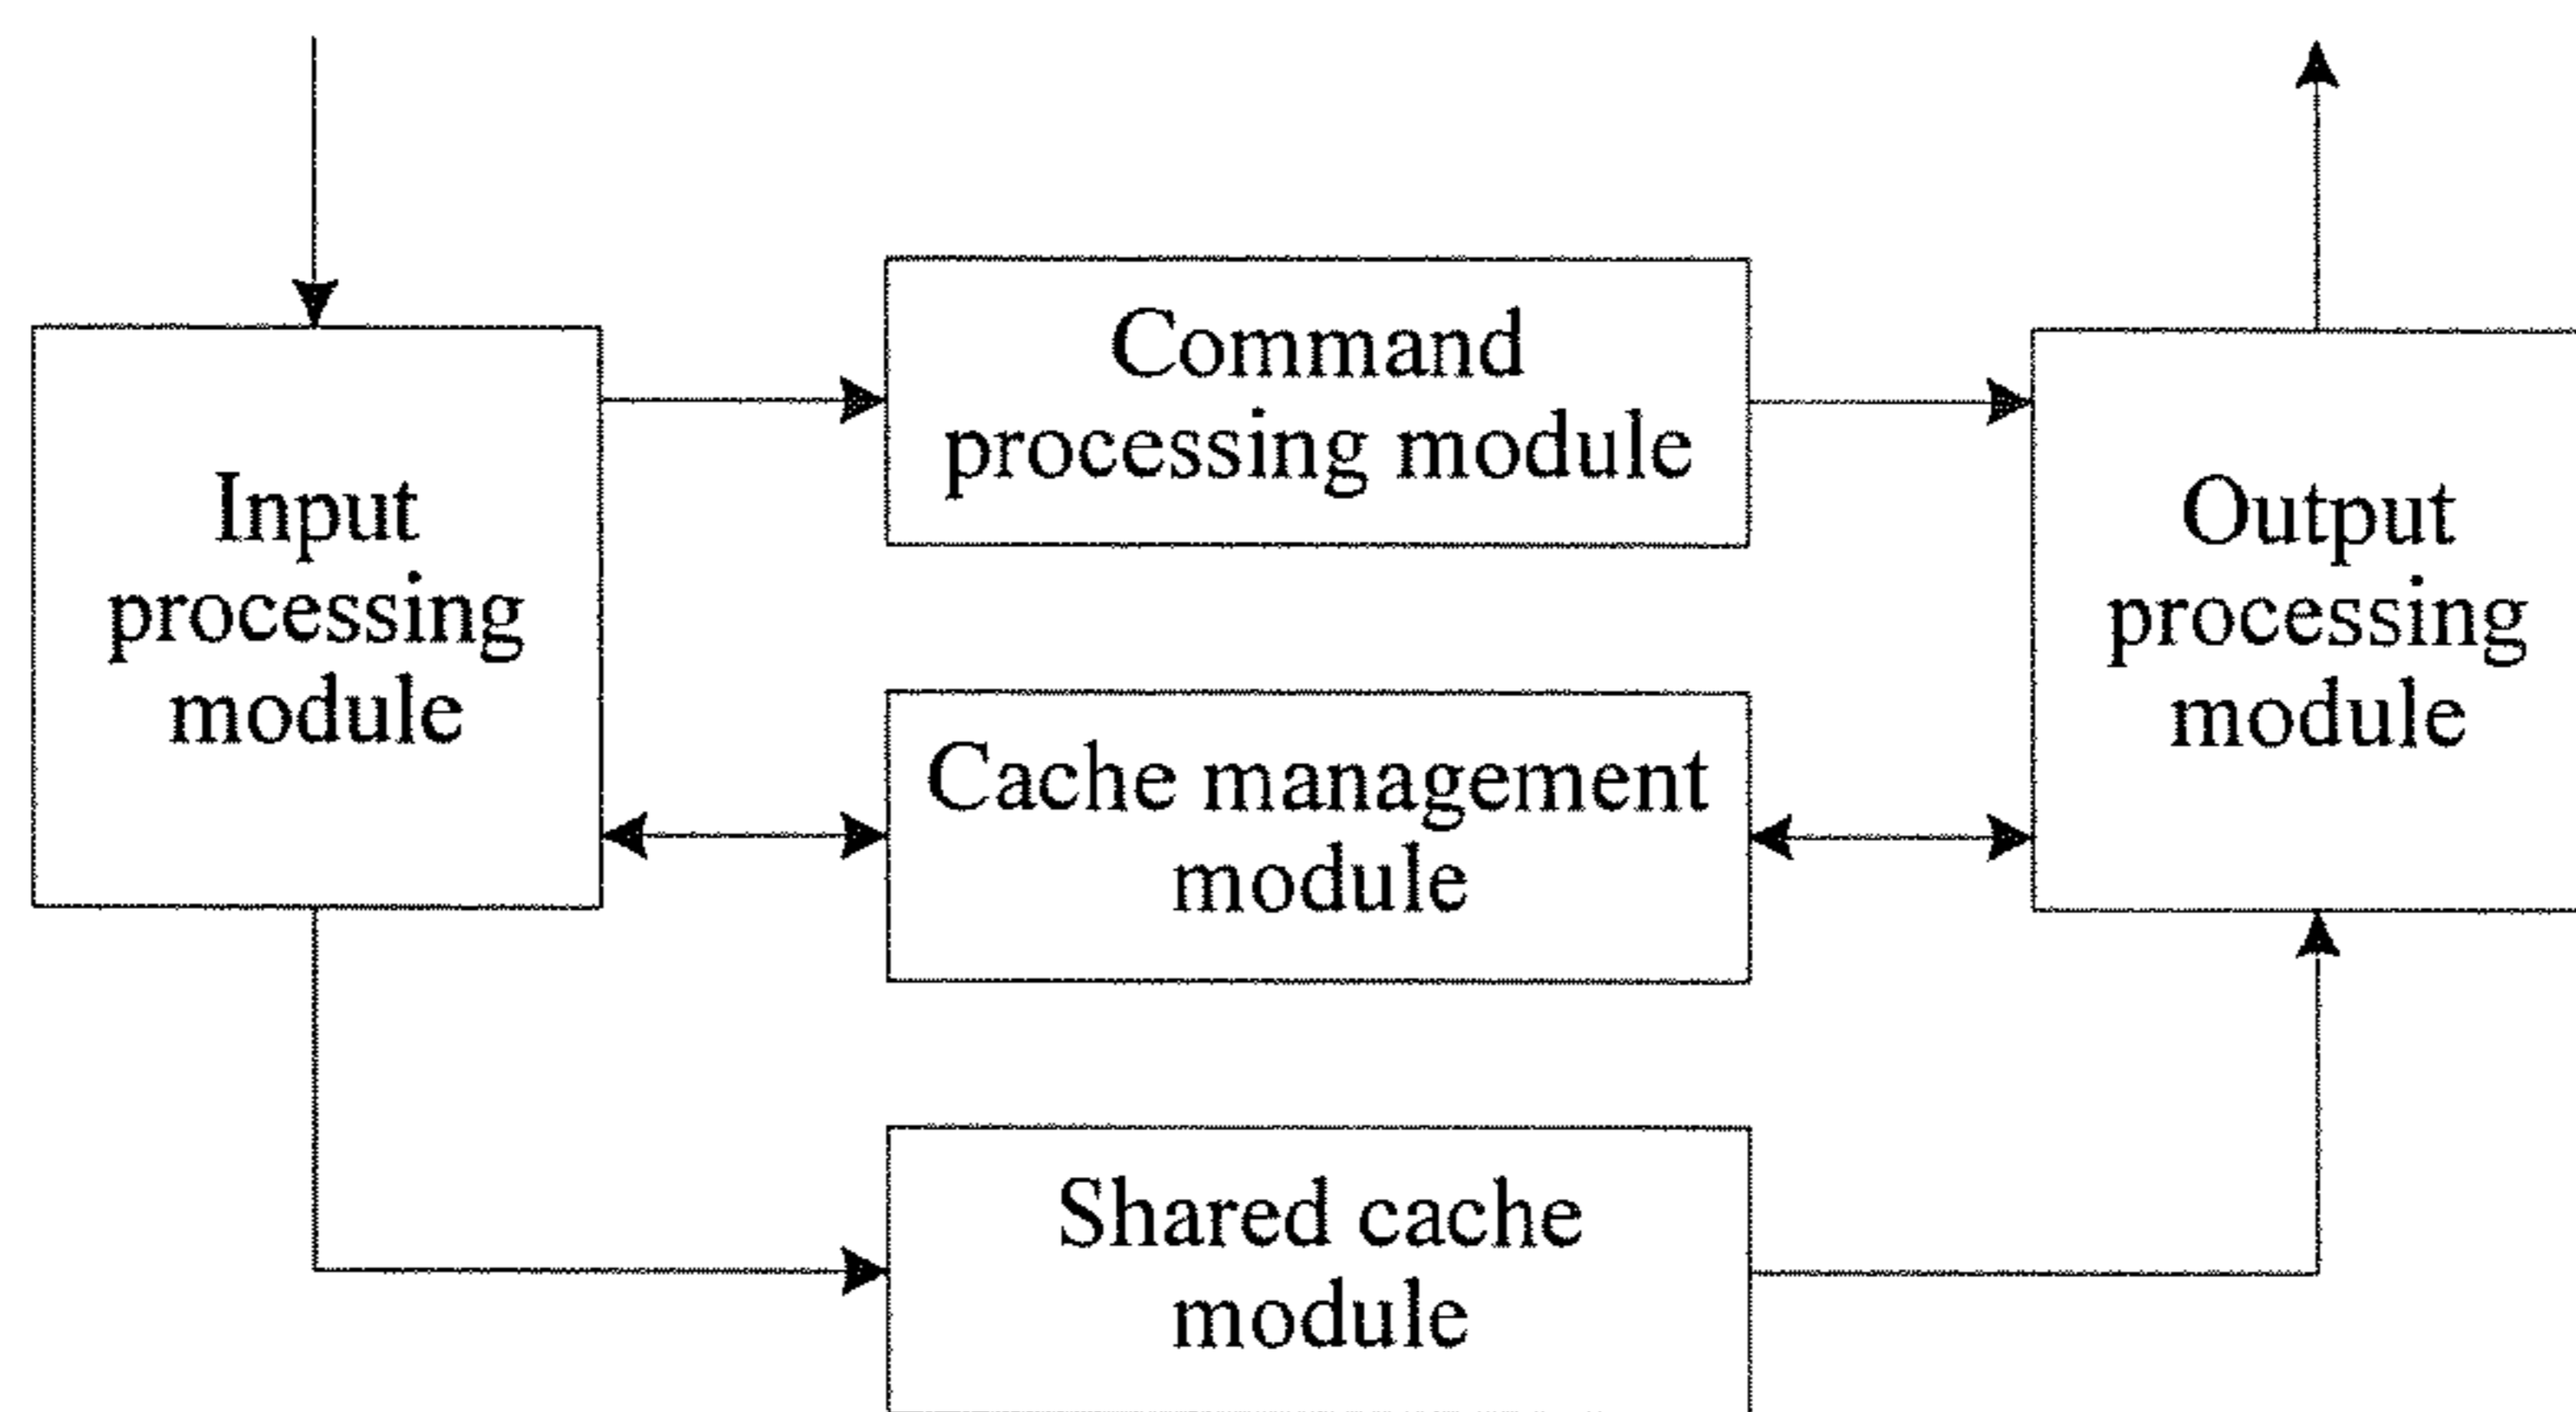 Input
processing
module
Command
processing module
Cache management
module
Shared cache
module
Output
processing
module